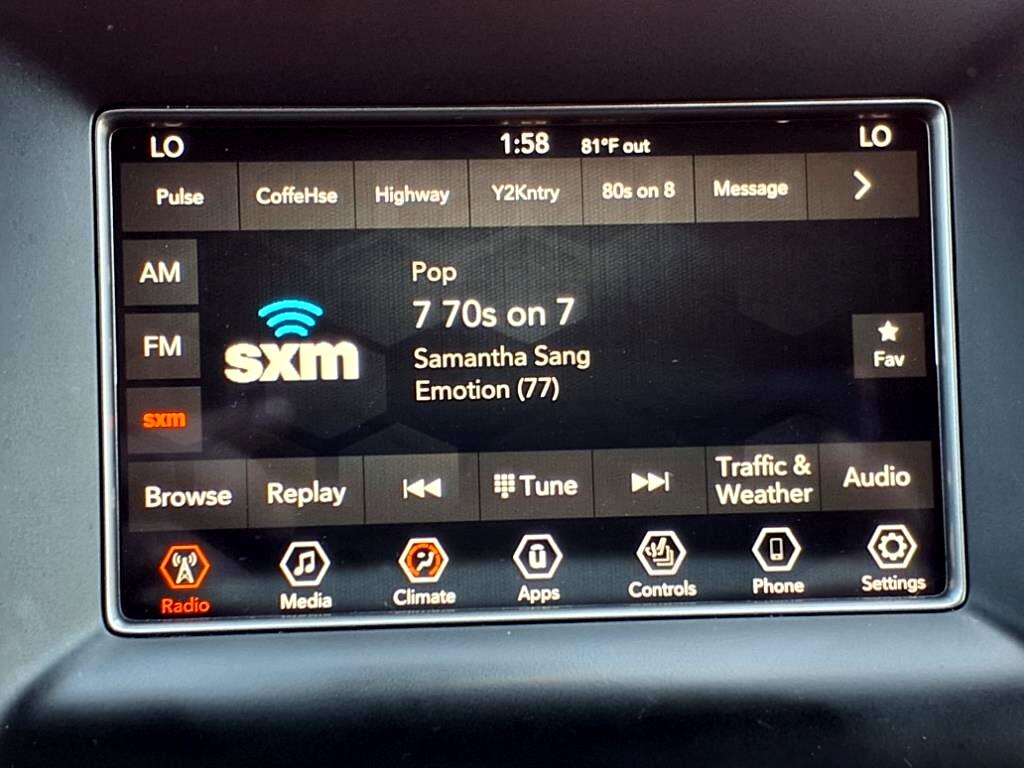 LO 1:58 81°F out LO
Pulse CoffeHse Highway Y2Kntry 80s on 8 Message
AM
Pop
7 70s on 7
FM
sxm
Samantha Sang
Fav
Emotion (77)
sxm
Browse Replay Tune Traffic & Weather Audio
Radio Media Climate Apps Controls Phone Settings